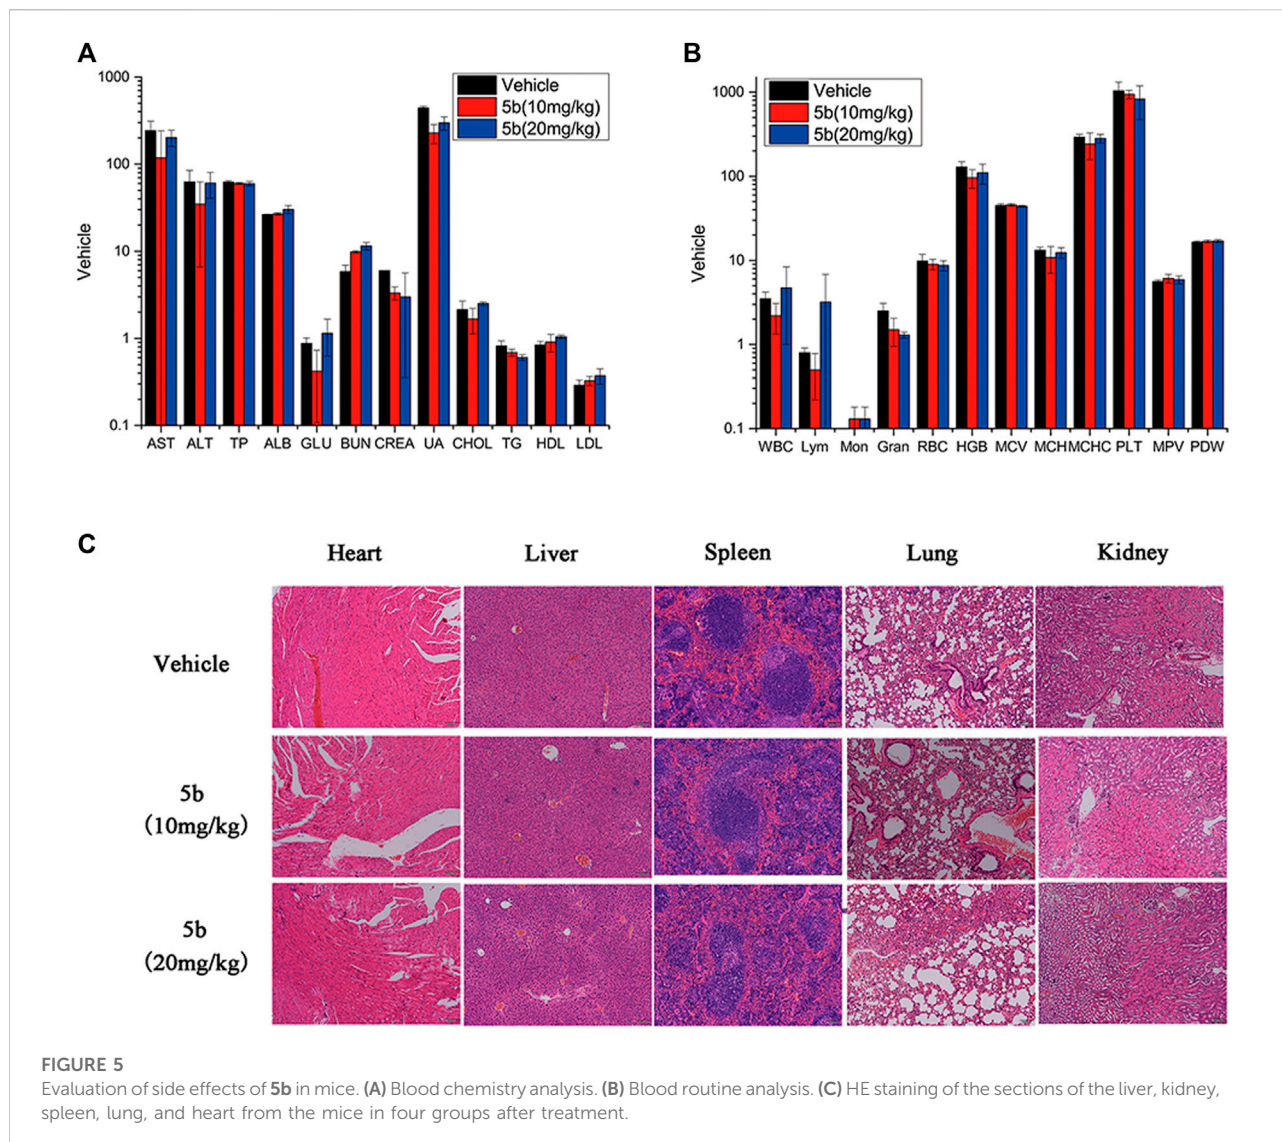 A
1000
100
10
1
0.1
Vehicle
Vehicle
5b(10mg/kg)
5b(20mg/kg)
AST ALT TP ALB GLU BUN CREA UA CHOL TG HDL LDL
B
1000
100
10
1
0.1
Vehicle
Vehicle
5b(10mg/kg)
5b(20mg/kg)
WBC Lym Mon Gran RBC HGB MCV MCH MCHC PLT MPV PDW
C
Heart Liver Spleen Lung Kidney
Vehicle
5b
(10mg/kg)
5b
(20mg/kg)
FIGURE 5
Evaluation of side effects of 5b in mice. (A) Blood chemistry analysis. (B) Blood routine analysis. (C) HE staining of the sections of the liver, kidney,
spleen, lung, and heart from the mice in four groups after treatment.